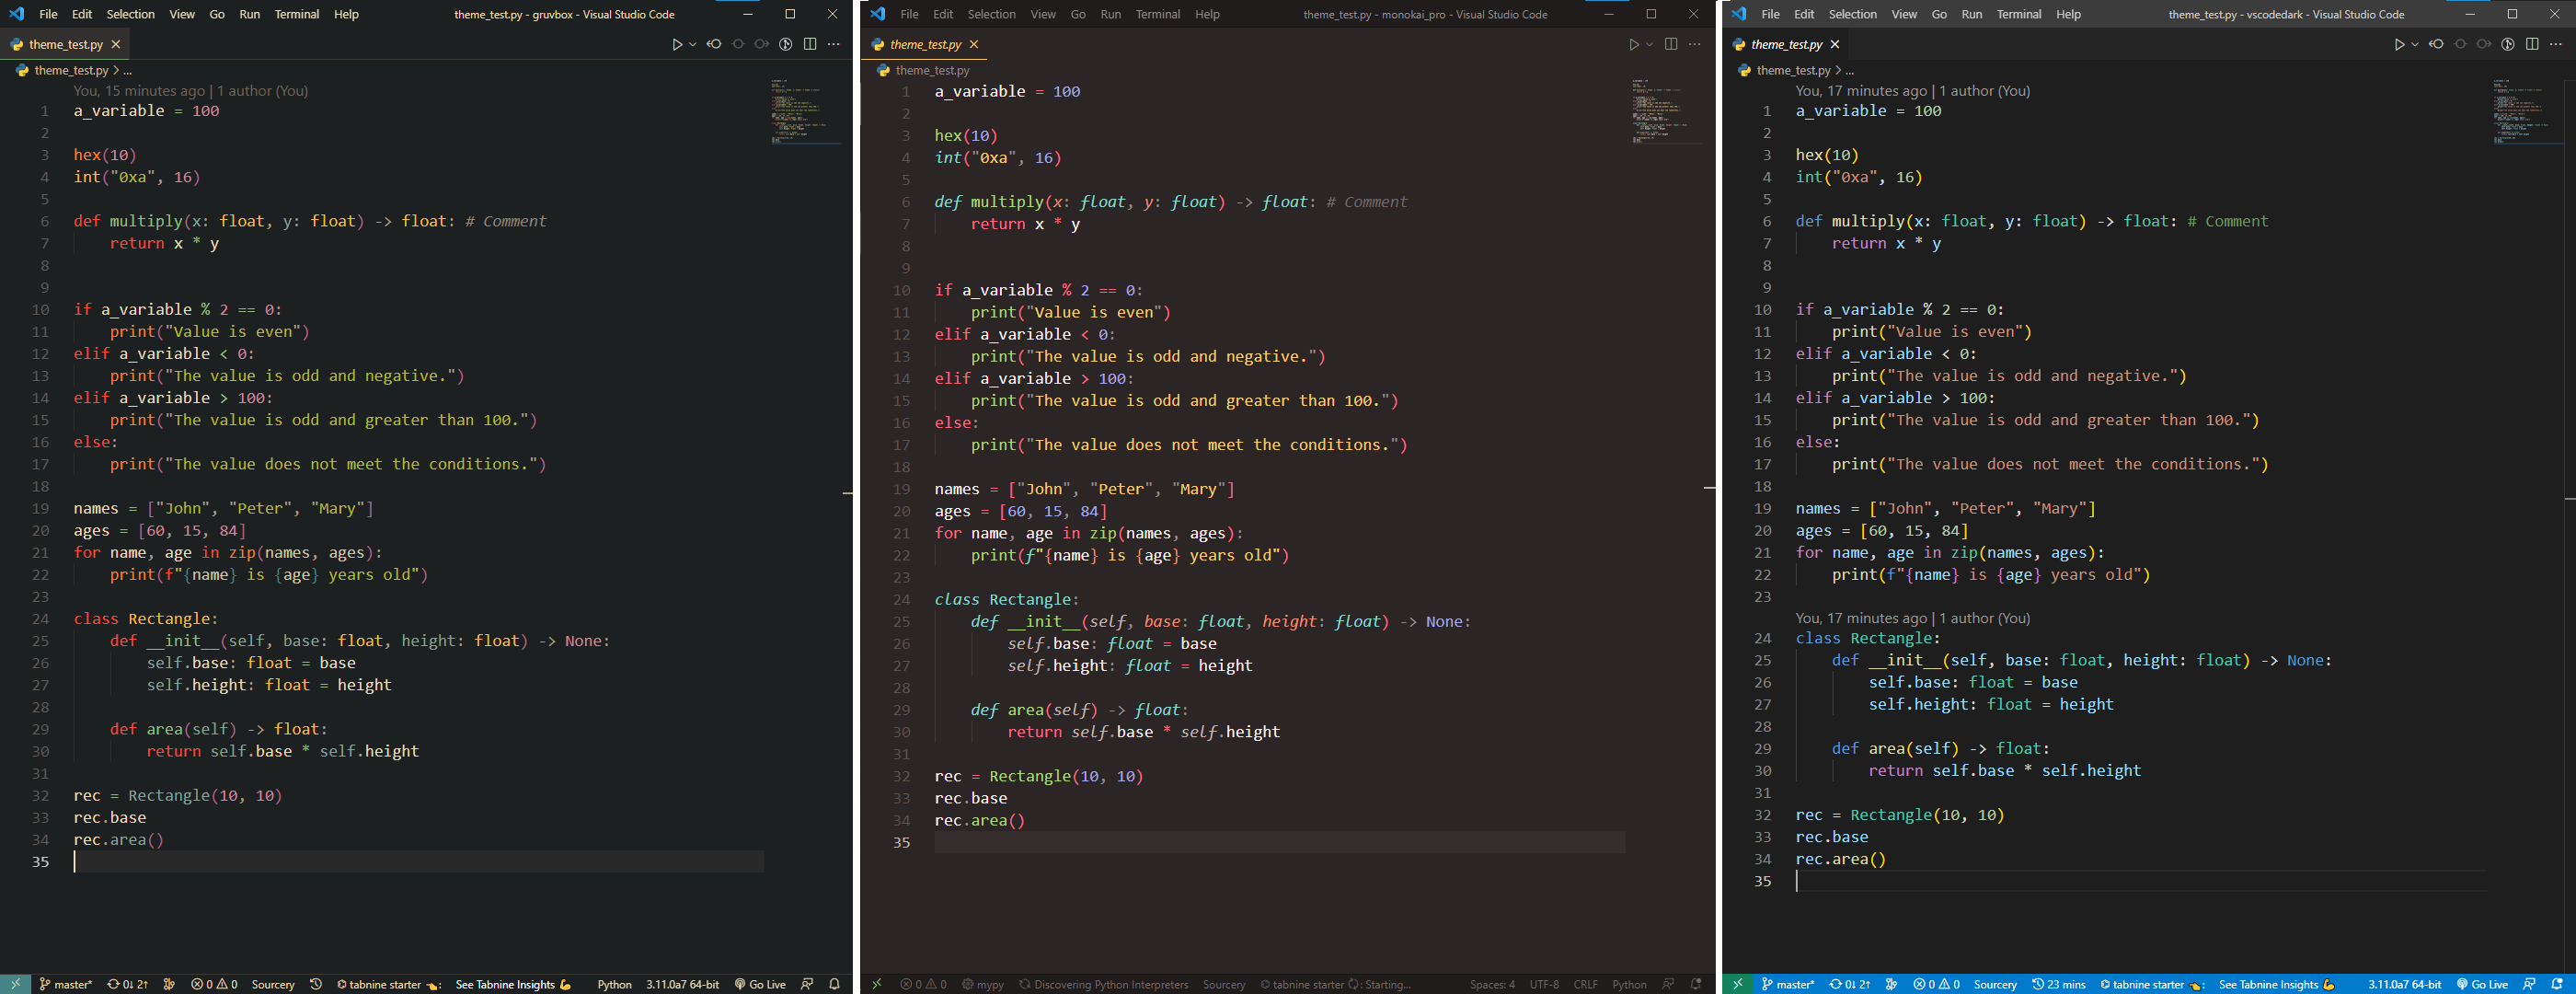 File Edit Selection View Go Run Terminal Help theme_test.py - gruvbox - Visual Studio Code
theme_test.py
theme_test.py > ...
You, 15 minutes ago | 1 author (You)
1 a_variable = 100
2
3 hex(10)
4 int("0xa", 16)
5
6 def multiply(x: float, y: float) -> float: # Comment
7     return x * y
8
9
10 if a_variable % 2 == 0:
11     print("Value is even")
12 elif a_variable < 0:
13     print("The value is odd and negative.")
14 elif a_variable > 100:
15     print("The value is odd and greater than 100.")
16 else:
17     print("The value does not meet the conditions.")
18
19 names = ["John", "Peter", "Mary"]
20 ages = [60, 15, 84]
21 for name, age in zip(names, ages):
22     print(f"{name} is {age} years old")
23
24 class Rectangle:
25     def __init__(self, base: float, height: float) -> None:
26         self.base: float = base
27         self.height: float = height
28
29     def area(self) -> float:
30         return self.base * self.height
31
32 rec = Rectangle(10, 10)
33 rec.base
34 rec.area()
35
master* 0↓ 2↑ 0 0 Sourcery tabnine starter See Tabnine Insights Python 3.11.0a7 64-bit Go Live
File Edit Selection View Go Run Terminal Help theme_test.py - monokai_pro - Visual Studio Code
theme_test.py
theme_test.py
1 a_variable = 100
2
3 hex(10)
4 int("0xa", 16)
5
6 def multiply(x: float, y: float) -> float: # Comment
7     return x * y
8
9
10 if a_variable % 2 == 0:
11     print("Value is even")
12 elif a_variable < 0:
13     print("The value is odd and negative.")
14 elif a_variable > 100:
15     print("The value is odd and greater than 100.")
16 else:
17     print("The value does not meet the conditions.")
18
19 names = ["John", "Peter", "Mary"]
20 ages = [60, 15, 84]
21 for name, age in zip(names, ages):
22     print(f"{name} is {age} years old")
23
24 class Rectangle:
25     def __init__(self, base: float, height: float) -> None:
26         self.base: float = base
27         self.height: float = height
28
29     def area(self) -> float:
30         return self.base * self.height
31
32 rec = Rectangle(10, 10)
33 rec.base
34 rec.area()
35
0 0 mypy Discovering Python Interpreters Sourcery tabnine starter : Starting... Spaces: 4 UTF-8 CRLF Python
File Edit Selection View Go Run Terminal Help theme_test.py - vscodedark - Visual Studio Code
theme_test.py
theme_test.py > ...
You, 17 minutes ago | 1 author (You)
1 a_variable = 100
2
3 hex(10)
4 int("0xa", 16)
5
6 def multiply(x: float, y: float) -> float: # Comment
7     return x * y
8
9
10 if a_variable % 2 == 0:
11     print("Value is even")
12 elif a_variable < 0:
13     print("The value is odd and negative.")
14 elif a_variable > 100:
15     print("The value is odd and greater than 100.")
16 else:
17     print("The value does not meet the conditions.")
18
19 names = ["John", "Peter", "Mary"]
20 ages = [60, 15, 84]
21 for name, age in zip(names, ages):
22     print(f"{name} is {age} years old")
23
You, 17 minutes ago | 1 author (You)
24 class Rectangle:
25     def __init__(self, base: float, height: float) -> None:
26         self.base: float = base
27         self.height: float = height
28
29     def area(self) -> float:
30         return self.base * self.height
31
32 rec = Rectangle(10, 10)
33 rec.base
34 rec.area()
35
master* 0↓ 2↑ 0 0 Sourcery 23 mins tabnine starter See Tabnine Insights 3.11.0a7 64-bit Go Live